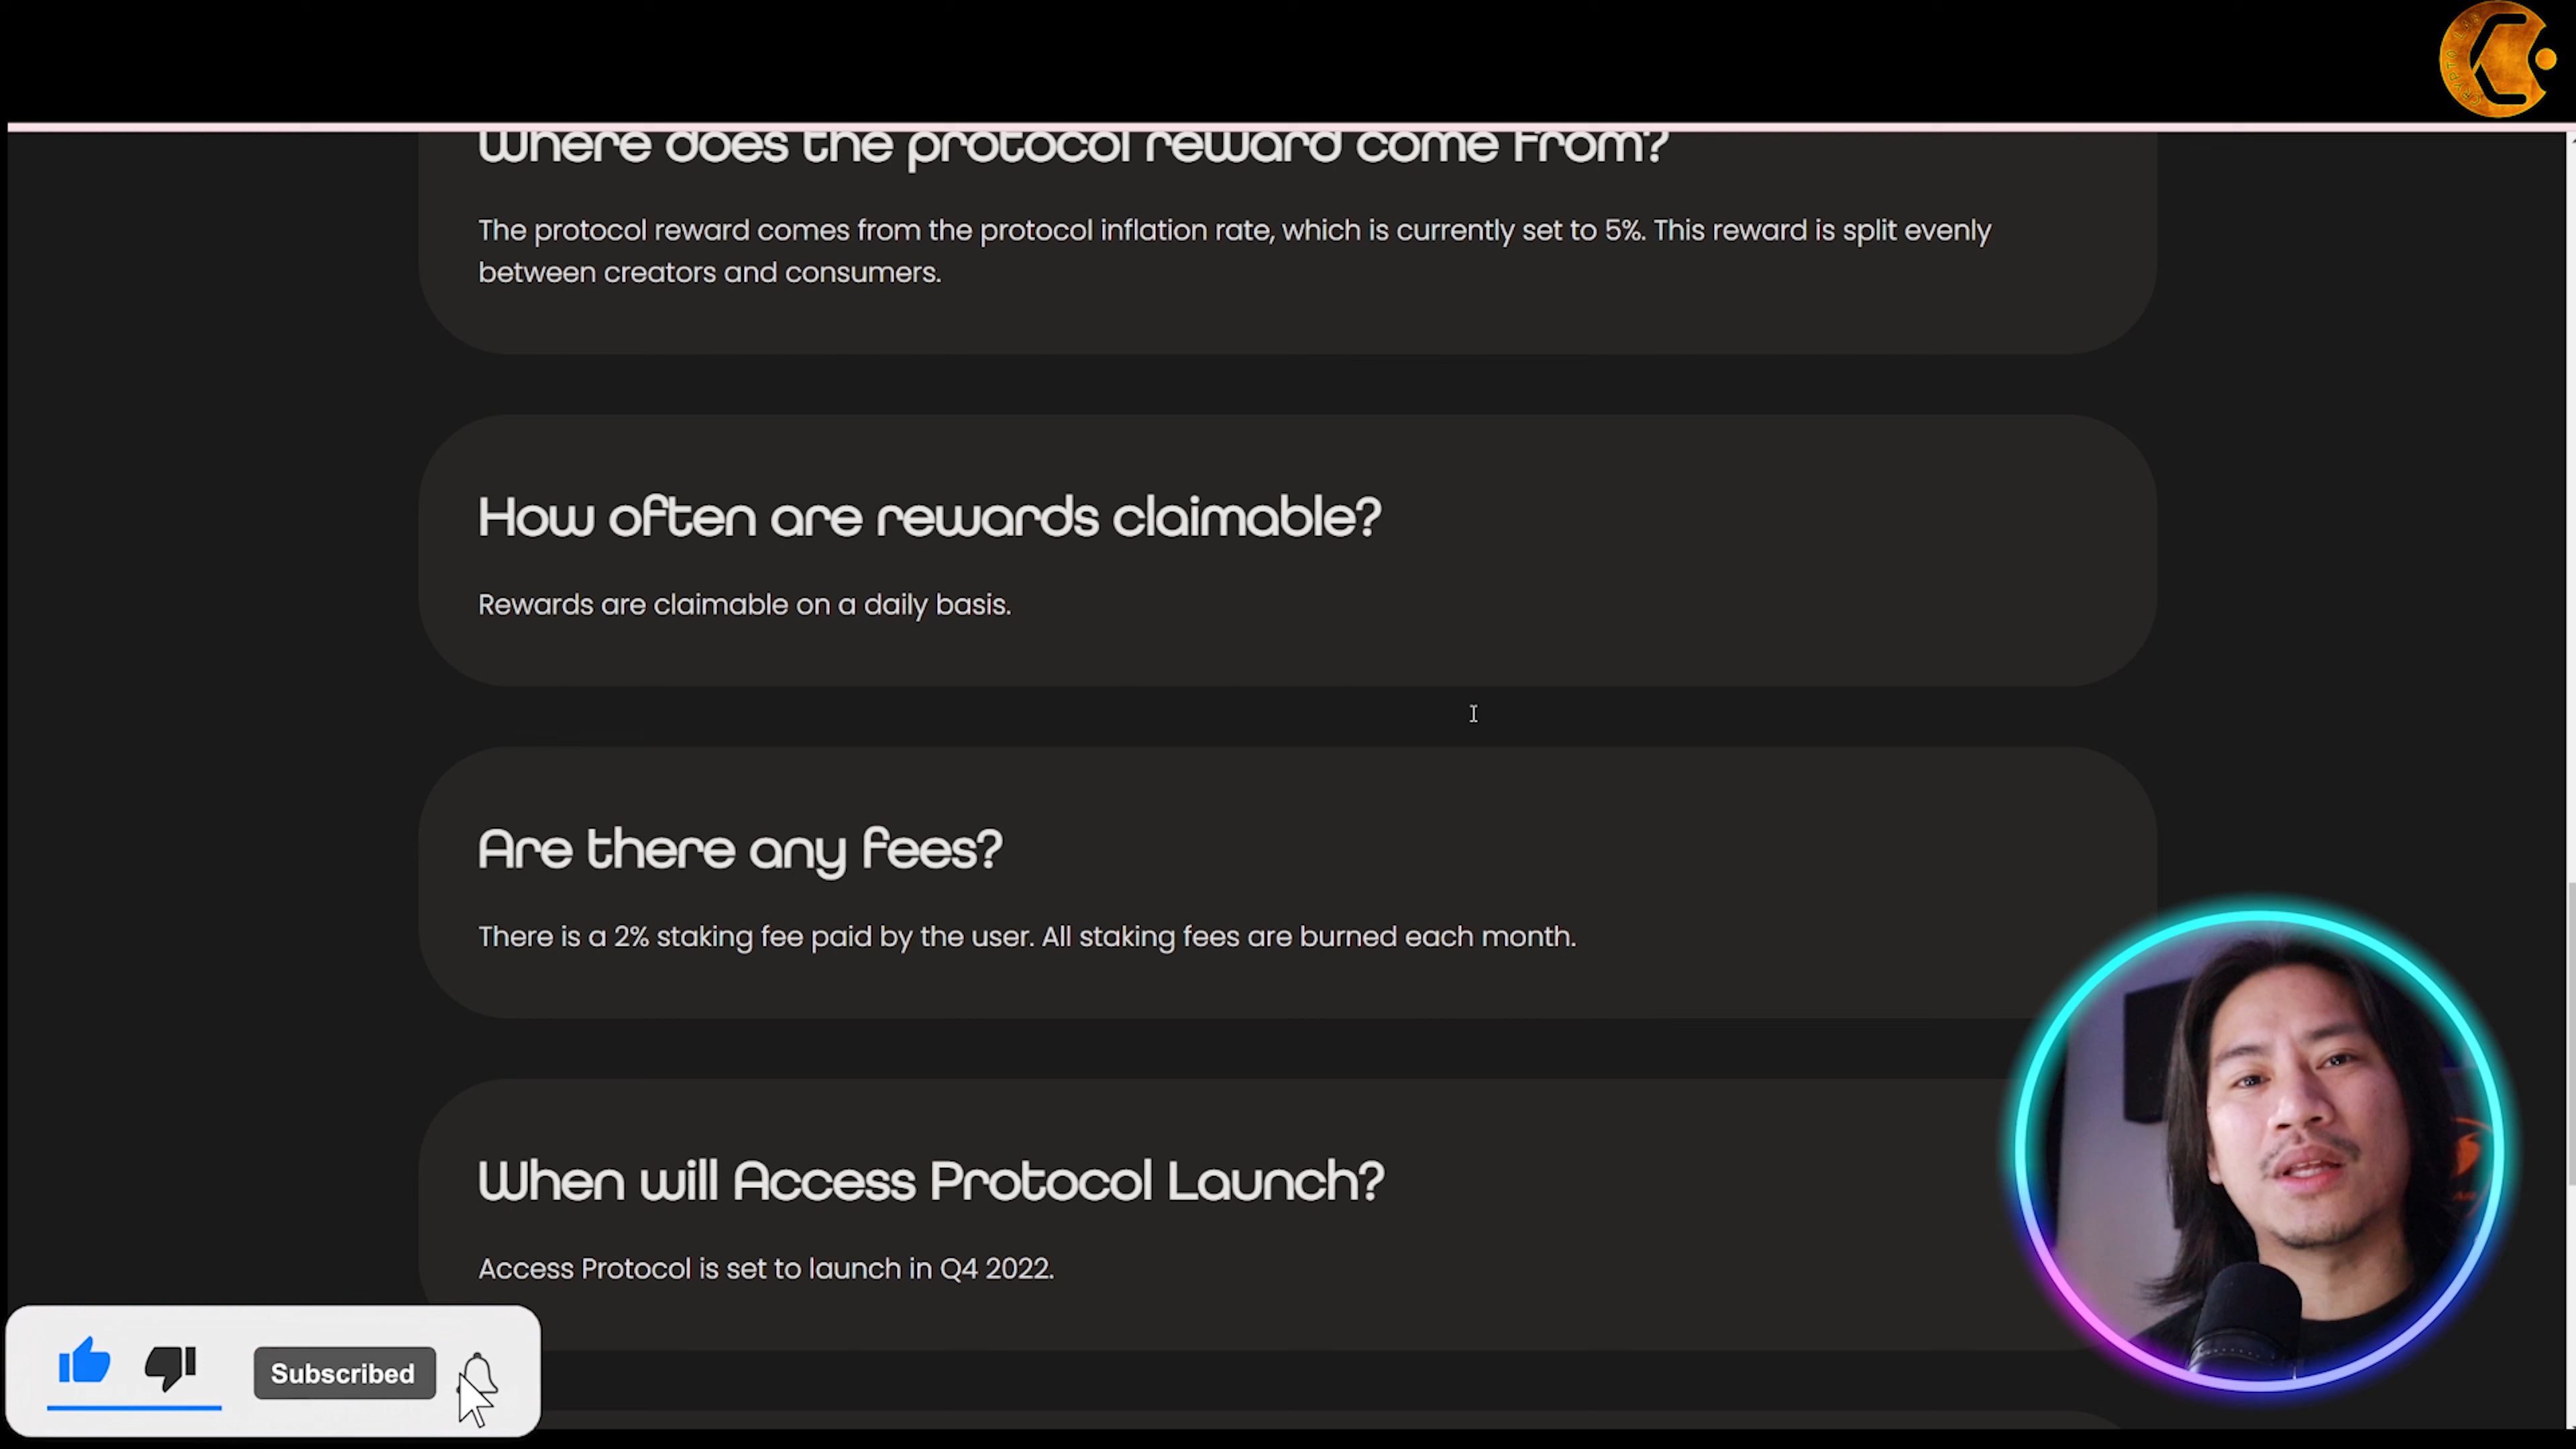 CRYPTO LAB
Where does the protocol reward come from?
The protocol reward comes from the protocol inflation rate, which is currently set to 5%. This reward is split evenly
between creators and consumers.
How often are rewards claimable?
Rewards are claimable on a daily basis.
Are there any fees?
There is a 2% staking fee paid by the user. All staking fees are burned each month.
When will Access Protocol Launch?
Access Protocol is set to launch in Q4 2022.
Subscribed